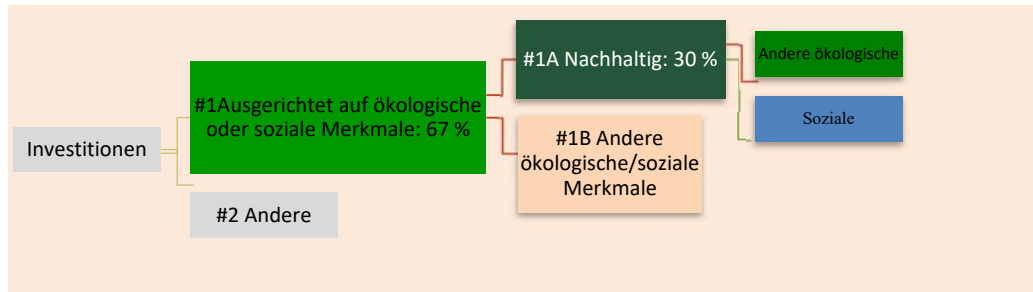 Investitionen
#1Ausgerichtet auf ökologische
oder soziale Merkmale: 67 %
#2 Andere
#1A Nachhaltig: 30 %
#1B Andere
ökologische/soziale
Merkmale
Andere ökologische
Soziale